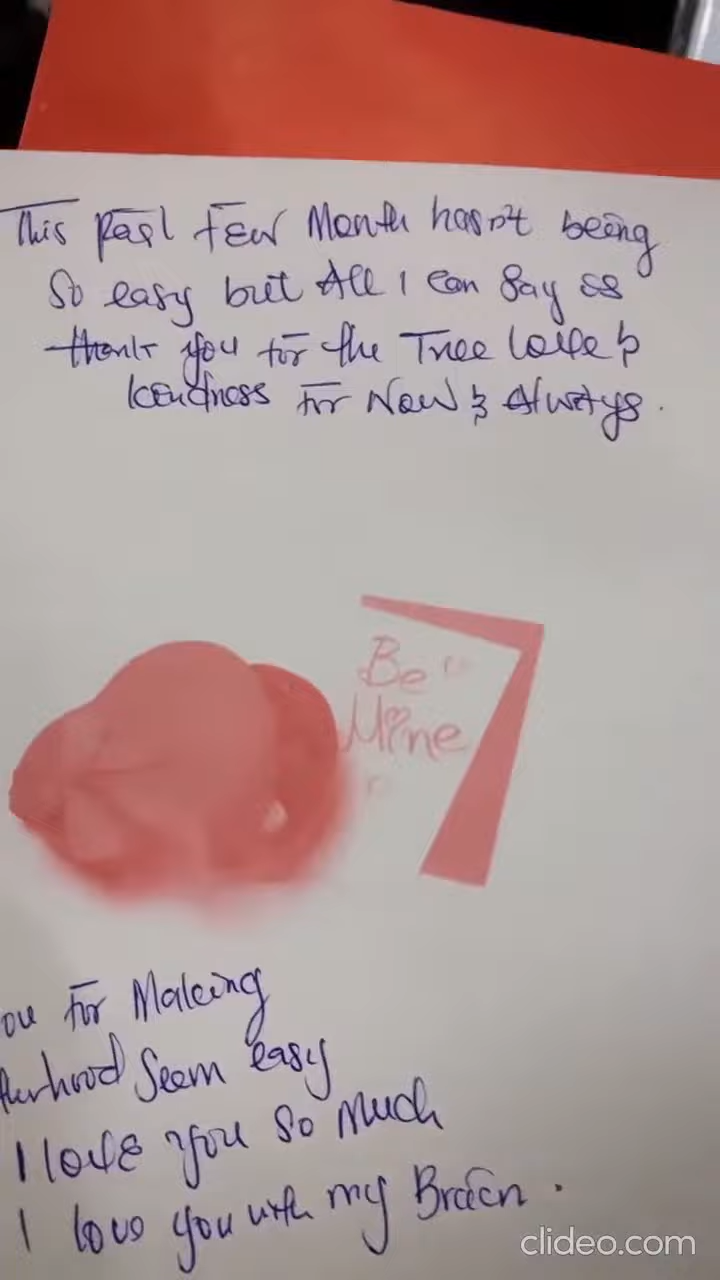 This Past FEW Month hasn't being
So easy but All I Can Say is
thank you for the True Love &
kindness for Now & Always.
Be
Mine
for Making
Seem easy
I love you So Much
I love you with my Brain.
clideo.com